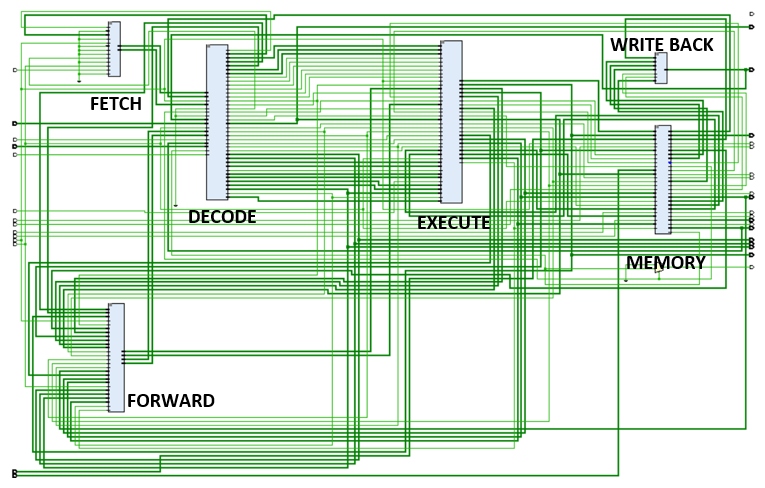 WRITE BACK
FETCH
DECODE
EXECUTE
MEMORY
FORWARD